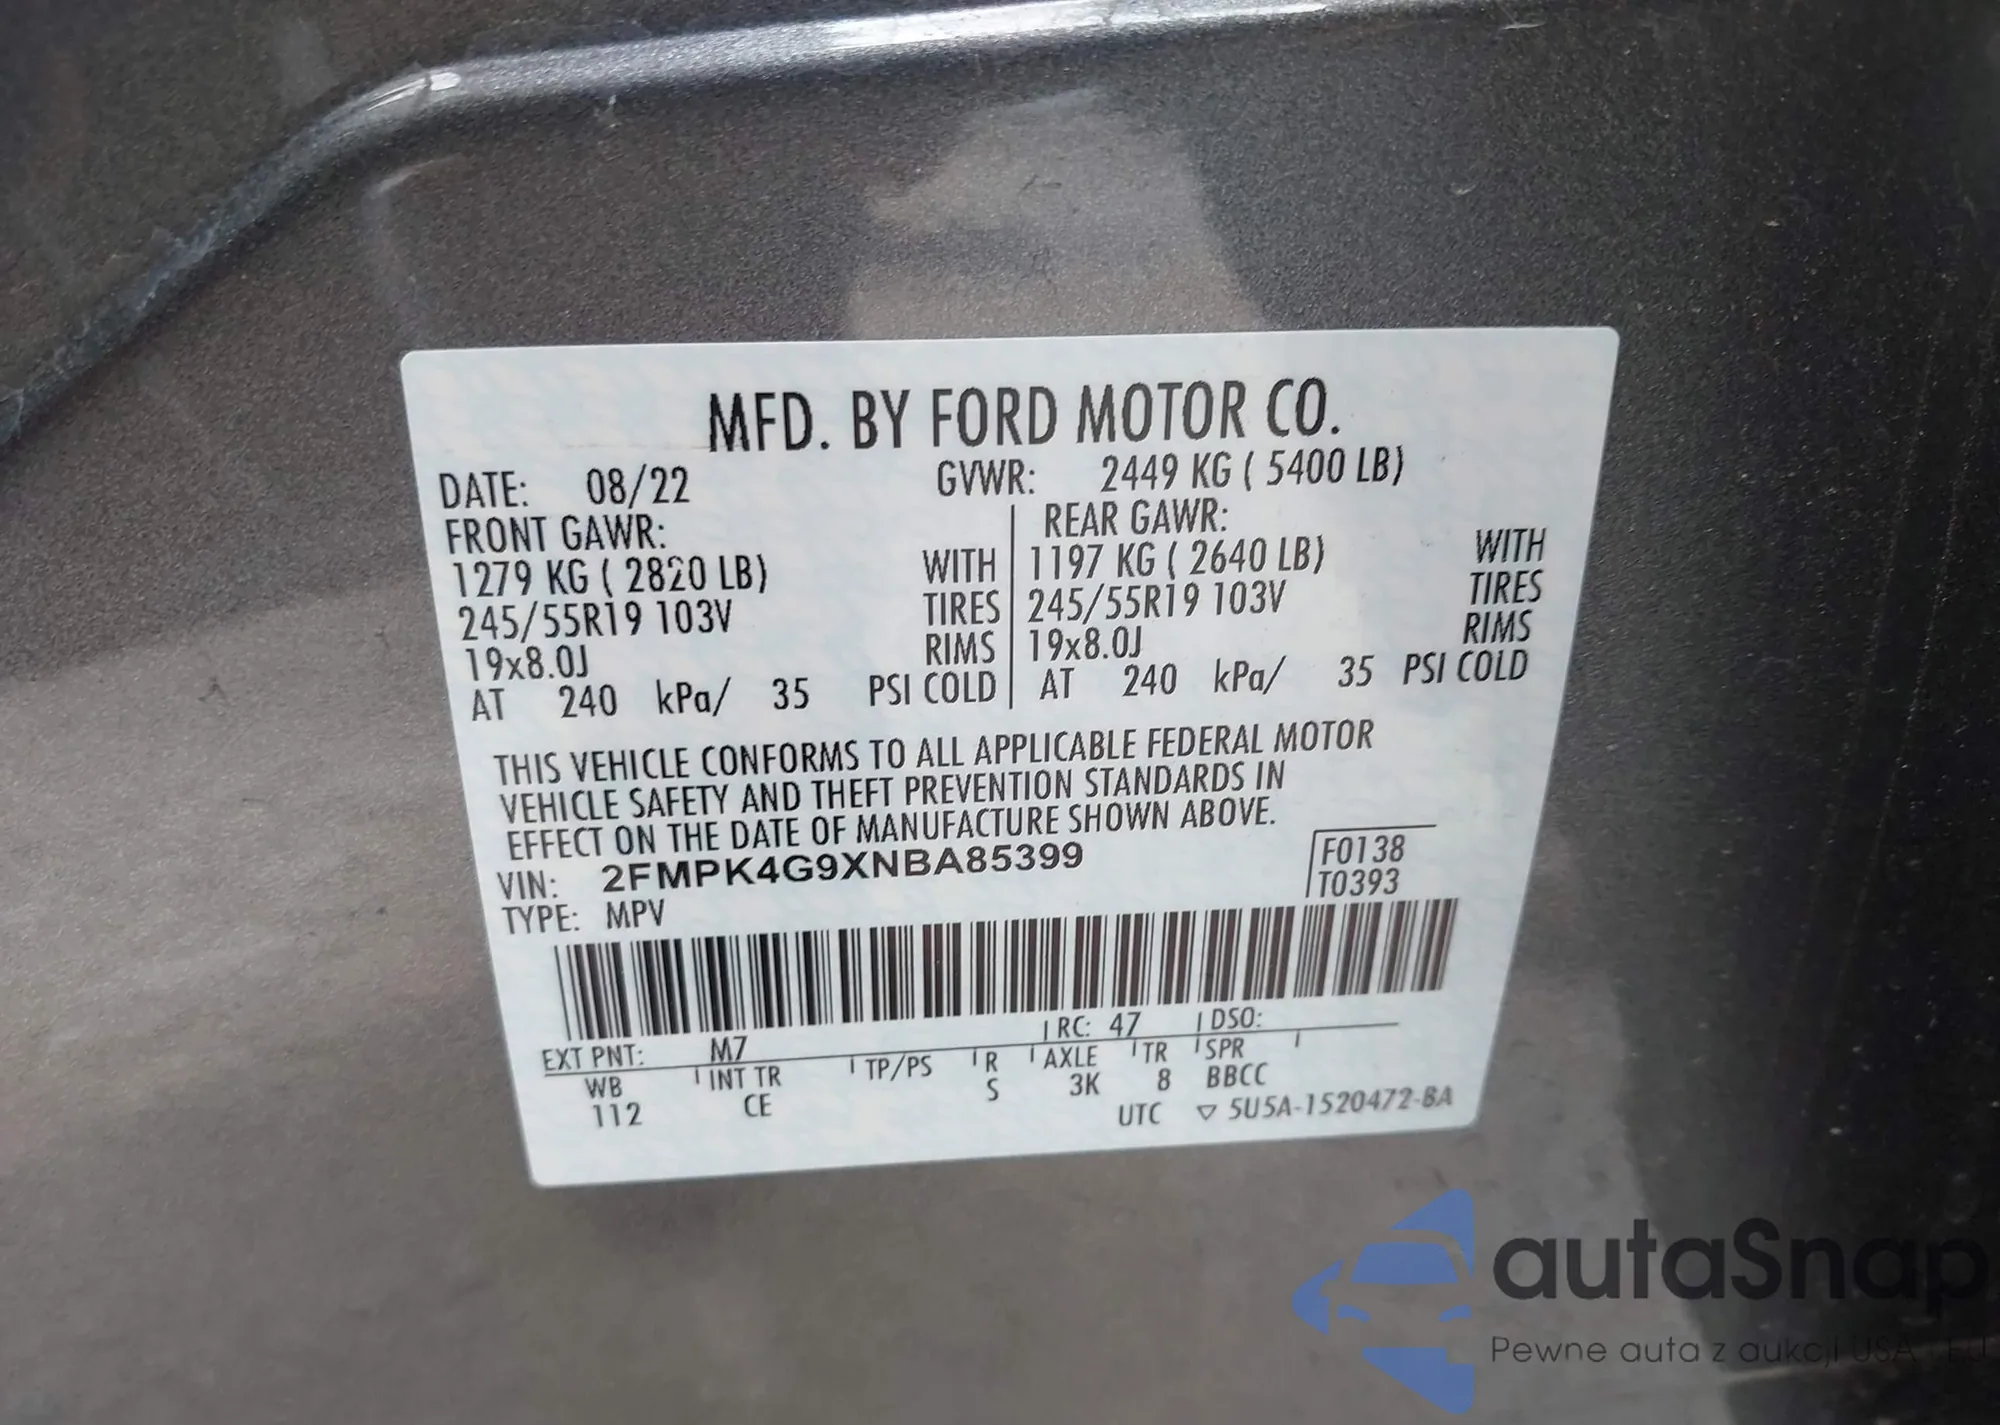 MFD. BY FORD MOTOR CO.
DATE: 08/22 GVWR: 2449 KG ( 5400 LB)
FRONT GAWR: REAR GAWR:
1279 KG ( 2820 LB) WITH 1197 KG ( 2640 LB) WITH
245/55R19 103V TIRES 245/55R19 103V TIRES
19x8.0J RIMS 19x8.0J RIMS
AT 240 kPa/ 35 PSI COLD AT 240 kPa/ 35 PSI COLD
THIS VEHICLE CONFORMS TO ALL APPLICABLE FEDERAL MOTOR
VEHICLE SAFETY AND THEFT PREVENTION STANDARDS IN
EFFECT ON THE DATE OF MANUFACTURE SHOWN ABOVE.
VIN: 2FMPK4G9XNBA85399 F0138
TYPE: MPV T0393
EXT PNT: M7 RC: 47 DSO:
WB INT TR TP/PS R AXLE TR SPR
112 CE S 3K 8 BBCC
UTC ▽ 5U5A-1520472-BA
autaSnap
Pewne auta z aukcji USA i EU